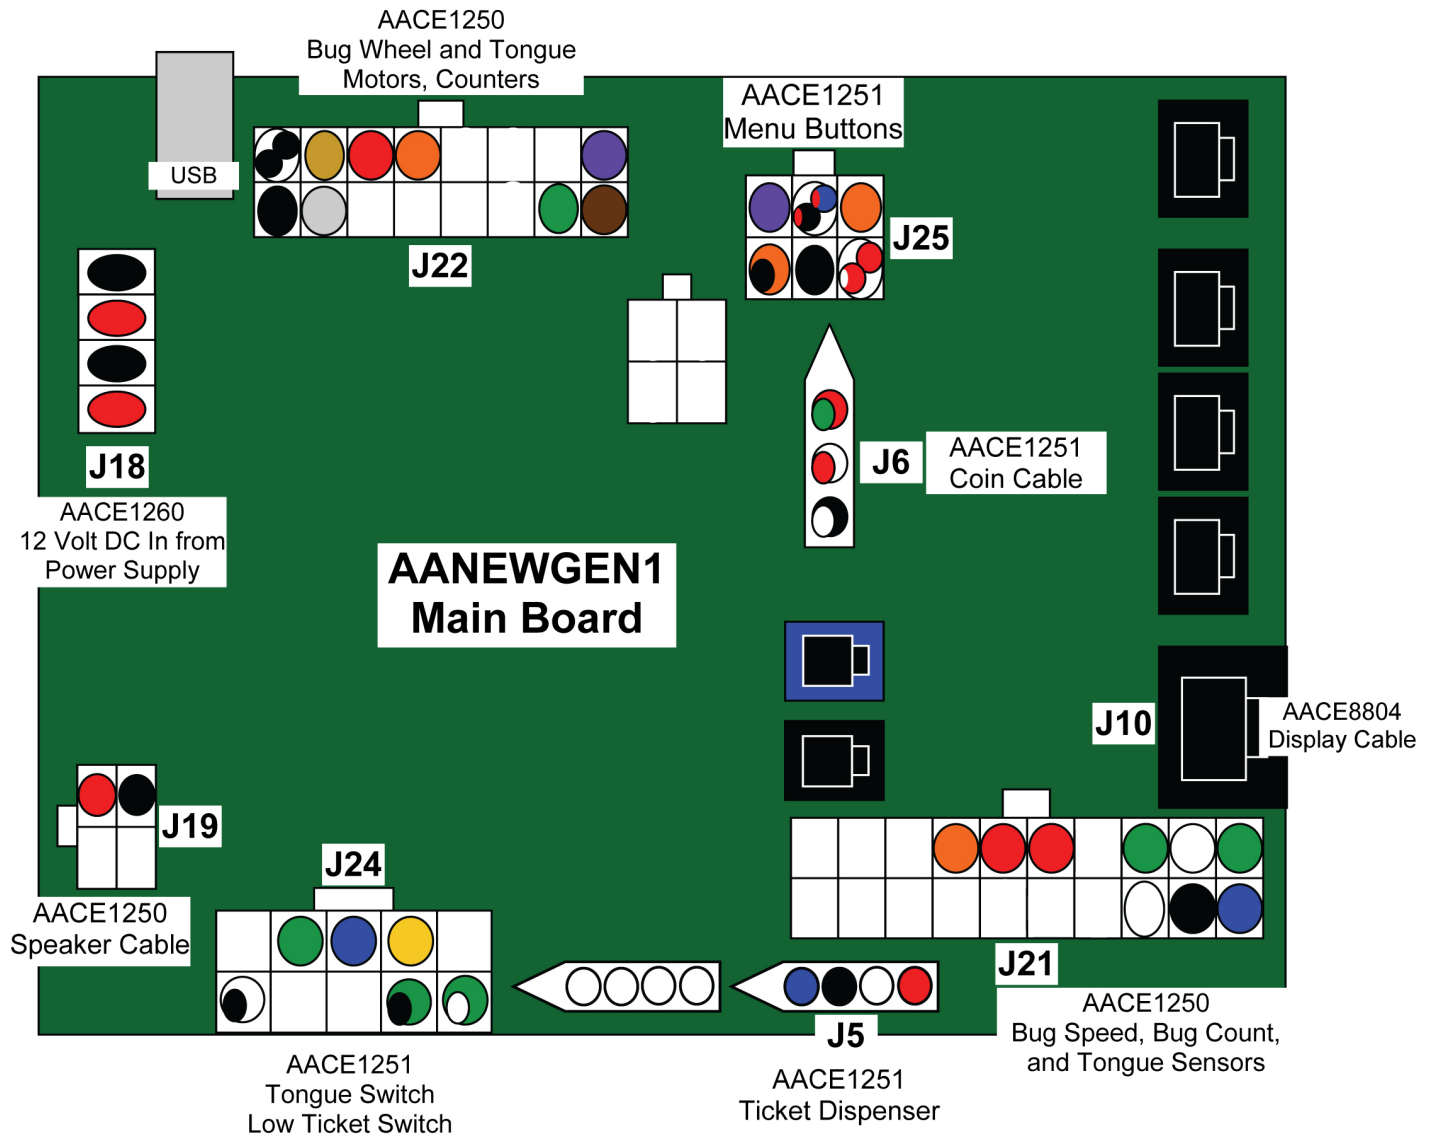 AACE1250
Bug Wheel and Tongue
Motors, Counters
AACE1251
Menu Buttons
USB
J22
J25
J18
AACE1260
12 Volt DC In from
Power Supply
J6
AACE1251
Coin Cable
AANEWGEN1
Main Board
J10
AACE8804
Display Cable
J19
AACE1250
Speaker Cable
J24
AACE1251
Tongue Switch
Low Ticket Switch
J5
AACE1251
Ticket Dispenser
J21
AACE1250
Bug Speed, Bug Count,
and Tongue Sensors